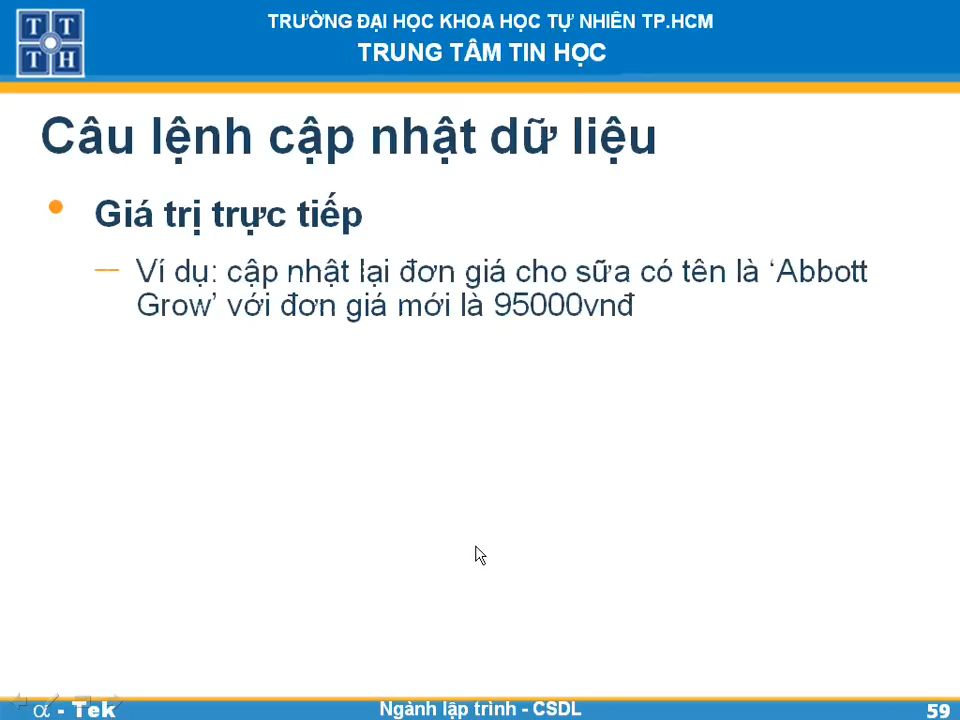 TRƯỜNG ĐẠI HỌC KHOA HỌC TỰ NHIÊN TP.HCM
TRUNG TÂM TIN HỌC
T T
T H
Câu lệnh cập nhật dữ liệu
• Giá trị trực tiếp
— Ví dụ: cập nhật lại đơn giá cho sữa có tên là ‘Abbott
Grow’ với đơn giá mới là 95000vnđ
α - Tek
Ngành lập trình - CSDL
59